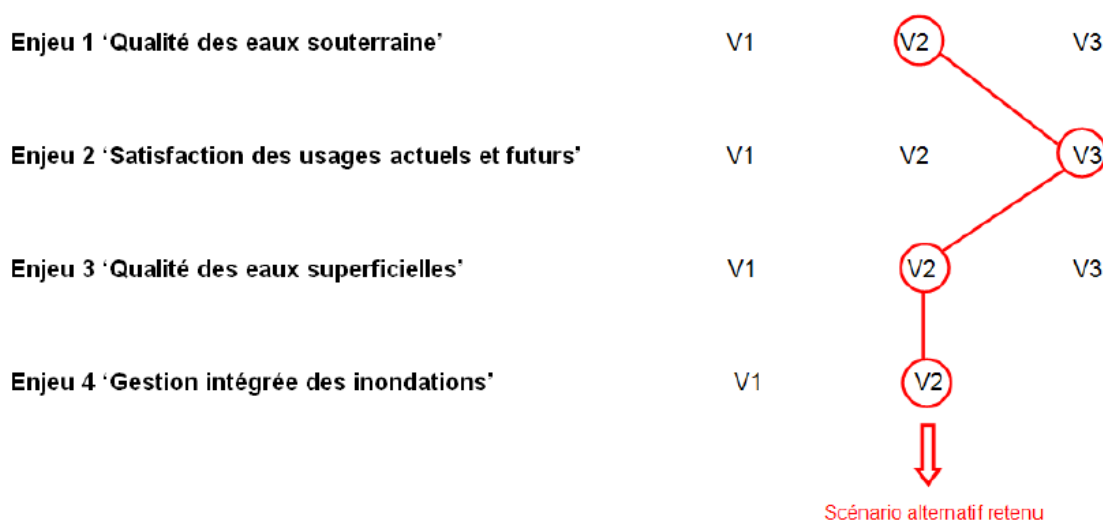 Enjeu 1 ‘Qualité des eaux souterraine’ V1 V2 V3
Enjeu 2 ‘Satisfaction des usages actuels et futurs’ V1 V2 V3
Enjeu 3 ‘Qualité des eaux superficielles’ V1 V2 V3
Enjeu 4 ‘Gestion intégrée des inondations’ V1 V2
Scénario alternatif retenu